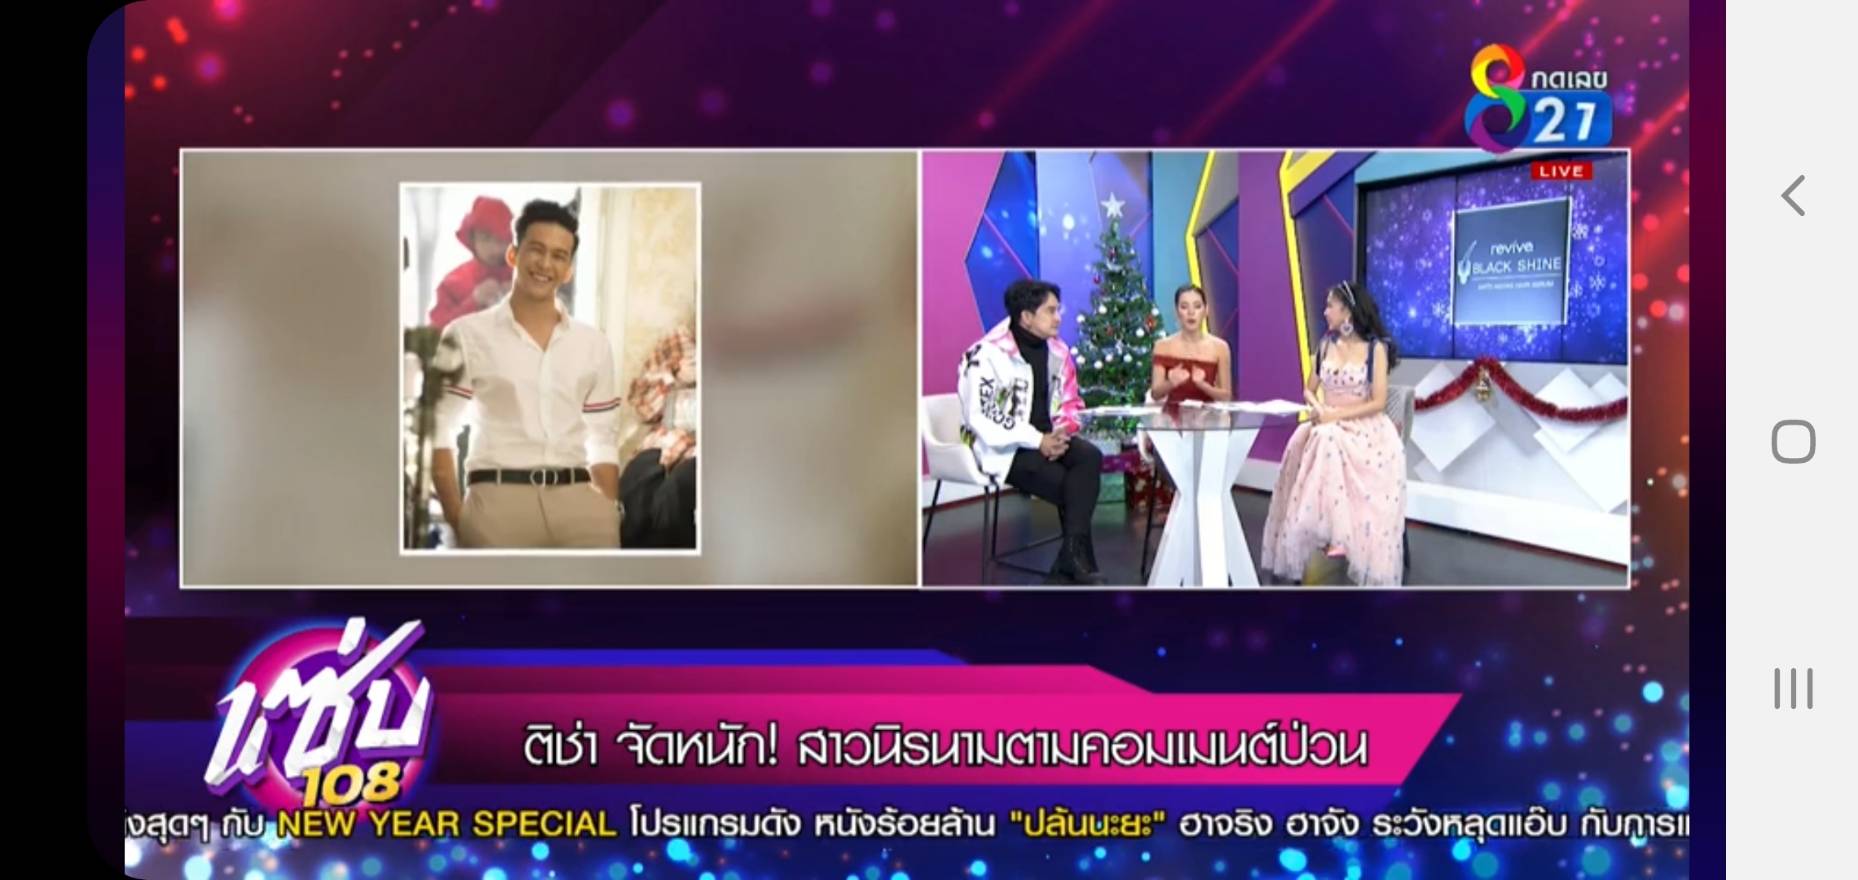 กดเลข
27
LIVE
revive
BLACK SHINE
แซ่บ
108
ติช่า จัดหนัก! สาวนิรนามตามคอมเมนต์ป่วน
สุดๆ กับ NEW YEAR SPECIAL โปรแกรมดัง หนังร้อยล้าน "ปล้นนะยะ" ฮาจริง ฮาจัง ระวังหลุดแอ๊บ กับการ